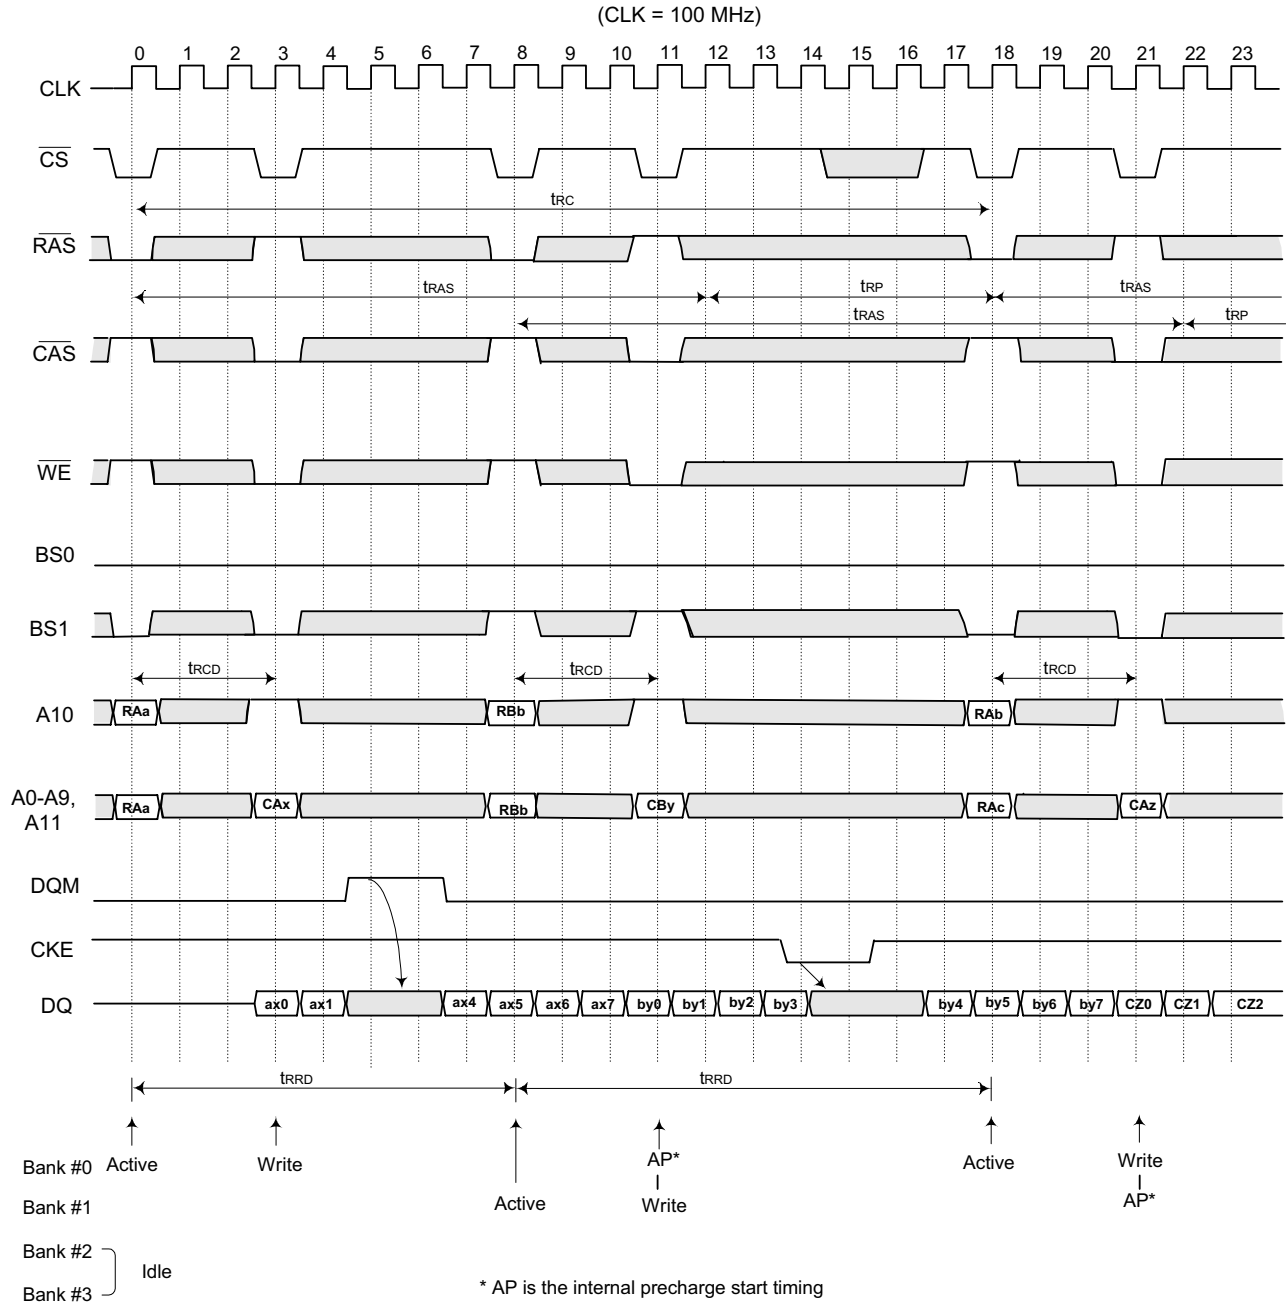 (CLK = 100 MHz)
0 1 2 3 4 5 6 7 8 9 10 11 12 13 14 15 16 17 18 19 20 21 22 23
CLK
CS
tRC
RAS
tRAS tRP tRAS
tRAS tRP
CAS
WE
BS0
BS1
tRCD tRCD tRCD
A10 RAa RBb RAb
A0-A9,
A11
RAa CAx RBb CBy RAc CAz
DQM
CKE
DQ ax0 ax1 ax4 ax5 ax6 ax7 by0 by1 by2 by3 by4 by5 by6 by7 CZ0 CZ1 CZ2
tRRD tRRD
Bank #0 Active Write AP* Active Write
Bank #1 Active Write AP*
Bank #2
Idle
Bank #3
* AP is the internal precharge start timing